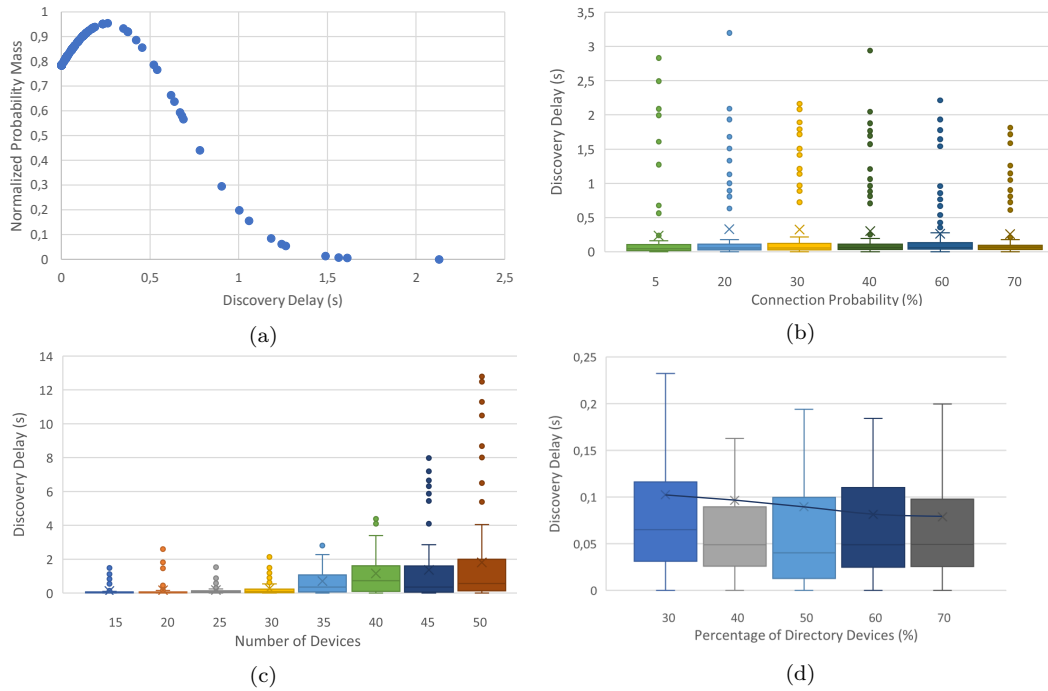 1
0,9
0,8
0,7
0,6
0,5
0,4
0,3
0,2
0,1
0
Normalized Probability Mass
0 0,5 1 1,5 2 2,5
Discovery Delay (s)
(a)
3,5
3
2,5
2
1,5
1
0,5
0
Discovery Delay (s)
5 20 30 40 60 70
Connection Probability (%)
(b)
14
12
10
8
6
4
2
0
Discovery Delay (s)
15 20 25 30 35 40 45 50
Number of Devices
(c)
0,25
0,2
0,15
0,1
0,05
0
Discovery Delay (s)
30 40 50 60 70
Percentage of Directory Devices (%)
(d)